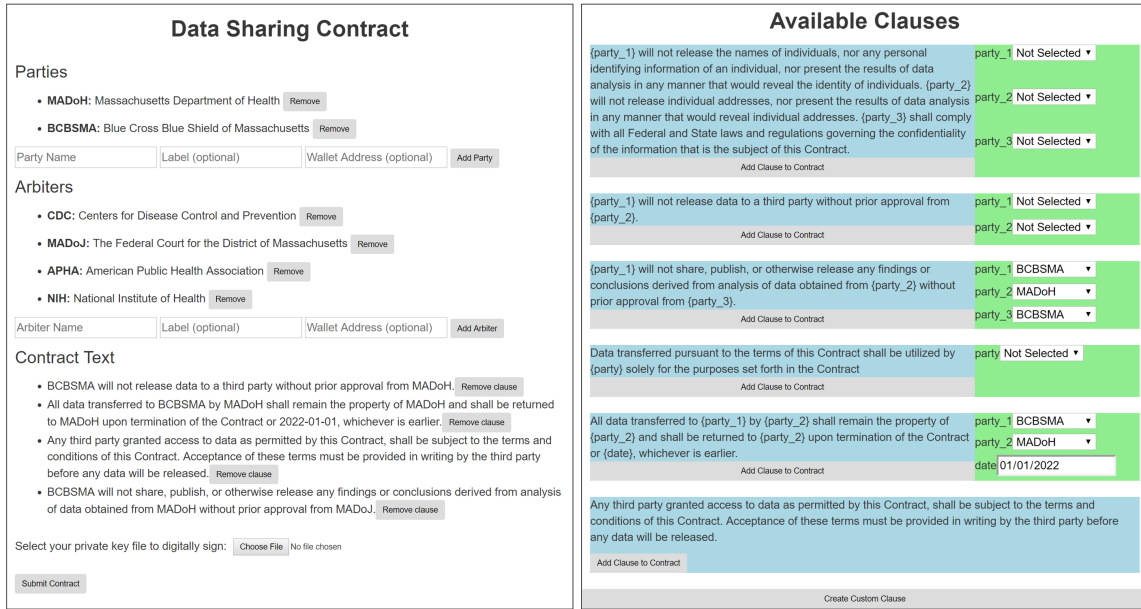 Data Sharing Contract
Parties
• MADoH: Massachusetts Department of Health Remove
• BCBSMA: Blue Cross Blue Shield of Massachusetts Remove
Party Name Label (optional) Wallet Address (optional) Add Party
Arbiters
• CDC: Centers for Disease Control and Prevention Remove
• MADoJ: The Federal Court for the District of Massachusetts Remove
• APHA: American Public Health Association Remove
• NIH: National Institute of Health Remove
Arbiter Name Label (optional) Wallet Address (optional) Add Arbiter
Contract Text
• BCBSMA will not release data to a third party without prior approval from MADoH. Remove clause
• All data transferred to BCBSMA by MADoH shall remain the property of MADoH and shall be returned
to MADoH upon termination of the Contract or 2022-01-01, whichever is earlier. Remove clause
• Any third party granted access to data as permitted by this Contract, shall be subject to the terms and
conditions of this Contract. Acceptance of these terms must be provided in writing by the third party
before any data will be released. Remove clause
• BCBSMA will not share, publish, or otherwise release any findings or conclusions derived from analysis
of data obtained from MADoH without prior approval from MADoJ. Remove clause
Select your private key file to digitally sign: Choose File No file chosen
Submit Contract
Available Clauses
{party_1} will not release the names of individuals, nor any personal
identifying information of an individual, nor present the results of data
analysis in any manner that would reveal the identity of individuals. {party_2}
will not release individual addresses, nor present the results of data analysis
in any manner that would reveal individual addresses. {party_3} shall comply
with all Federal and State laws and regulations governing the confidentiality
of the information that is the subject of this Contract.
Add Clause to Contract
party_1 Not Selected
party_2 Not Selected
party_3 Not Selected
{party_1} will not release data to a third party without prior approval from
{party_2}.
Add Clause to Contract
party_1 Not Selected
party_2 Not Selected
{party_1} will not share, publish, or otherwise release any findings or
conclusions derived from analysis of data obtained from {party_2} without
prior approval from {party_3}.
Add Clause to Contract
party_1 BCBSMA
party_2 MADoH
party_3 BCBSMA
Data transferred pursuant to the terms of this Contract shall be utilized by
{party} solely for the purposes set forth in the Contract
Add Clause to Contract
party Not Selected
All data transferred to {party_1} by {party_2} shall remain the property of
{party_2} and shall be returned to {party_2} upon termination of the Contract
or {date}, whichever is earlier.
Add Clause to Contract
party_1 BCBSMA
party_2 MADoH
date 01/01/2022
Any third party granted access to data as permitted by this Contract, shall be subject to the terms and
conditions of this Contract. Acceptance of these terms must be provided in writing by the third party before
any data will be released.
Add Clause to Contract
Create Custom Clause